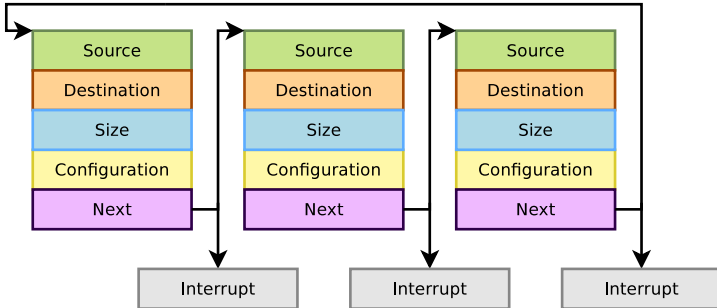 Source
Destination
Size
Configuration
Next
Source
Destination
Size
Configuration
Next
Source
Destination
Size
Configuration
Next
Interrupt
Interrupt
Interrupt